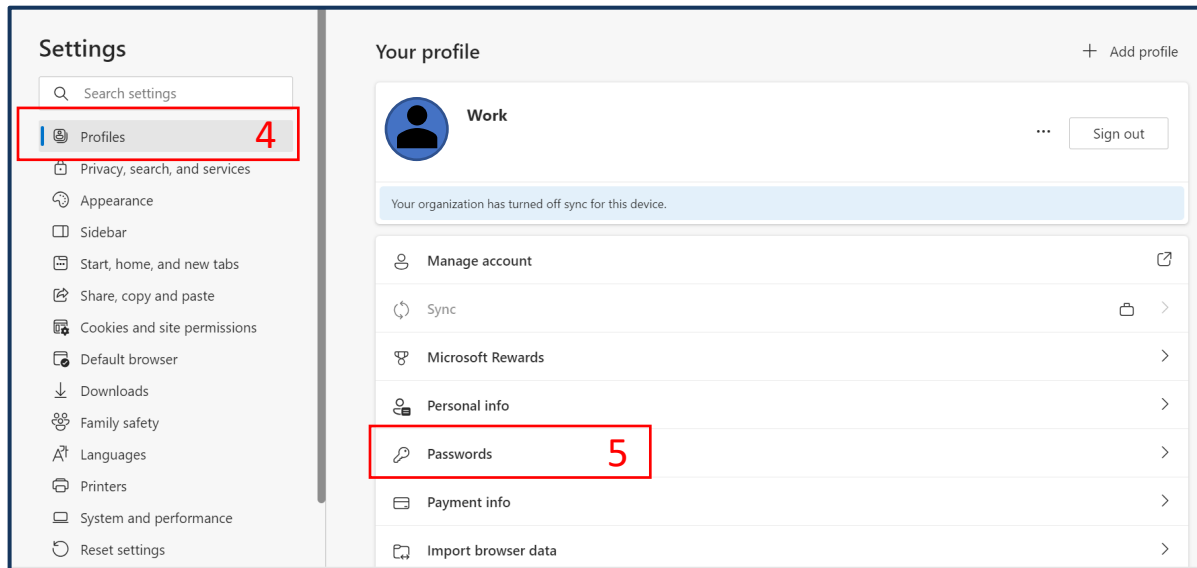 Settings
Search settings
Profiles 4
Privacy, search, and services
Appearance
Sidebar
Start, home, and new tabs
Share, copy and paste
Cookies and site permissions
Default browser
Downloads
Family safety
Languages
Printers
System and performance
Reset settings
Your profile
+ Add profile
Work
... Sign out
Your organization has turned off sync for this device.
Manage account
Sync
Microsoft Rewards
Personal info
Passwords 5
Payment info
Import browser data